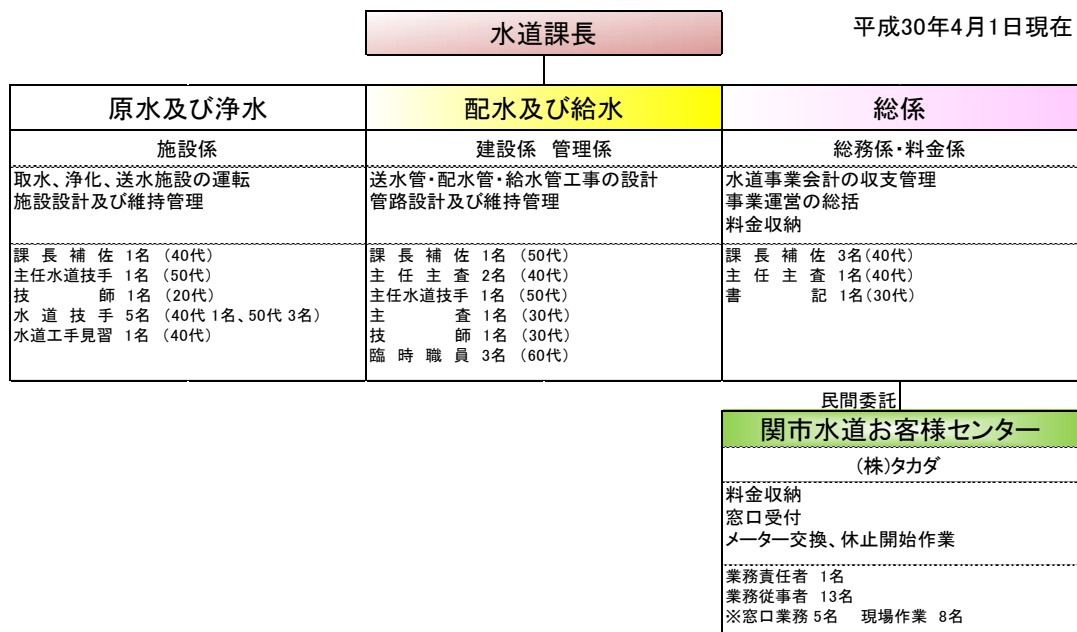 水道課長
平成30年4月1日現在
原水及び浄水
施設係
取水、浄化、送水施設の運転
施設設計及び維持管理
課長補佐 1名 (40代)
主任水道技手 1名 (50代)
技師 1名 (20代)
水道技手 5名 (40代 1名、50代 3名)
水道工手見習 1名 (40代)
配水及び給水
建設係 管理係
送水管・配水管・給水管工事の設計
管路設計及び維持管理
課長補佐 1名 (50代)
主任主査 2名 (40代)
主任水道技手 1名 (50代)
主査 1名 (30代)
技師 1名 (30代)
臨時職員 3名 (60代)
総係
総務係・料金係
水道事業会計の収支管理
事業運営の総括
料金収納
課長補佐 3名(40代)
主任主査 1名(40代)
書記 1名(30代)
民間委託
関市水道お客様センター
(株)タカダ
料金収納
窓口受付
メーター交換、休止開始作業
業務責任者 1名
業務従事者 13名
※窓口業務 5名 現場作業 8名